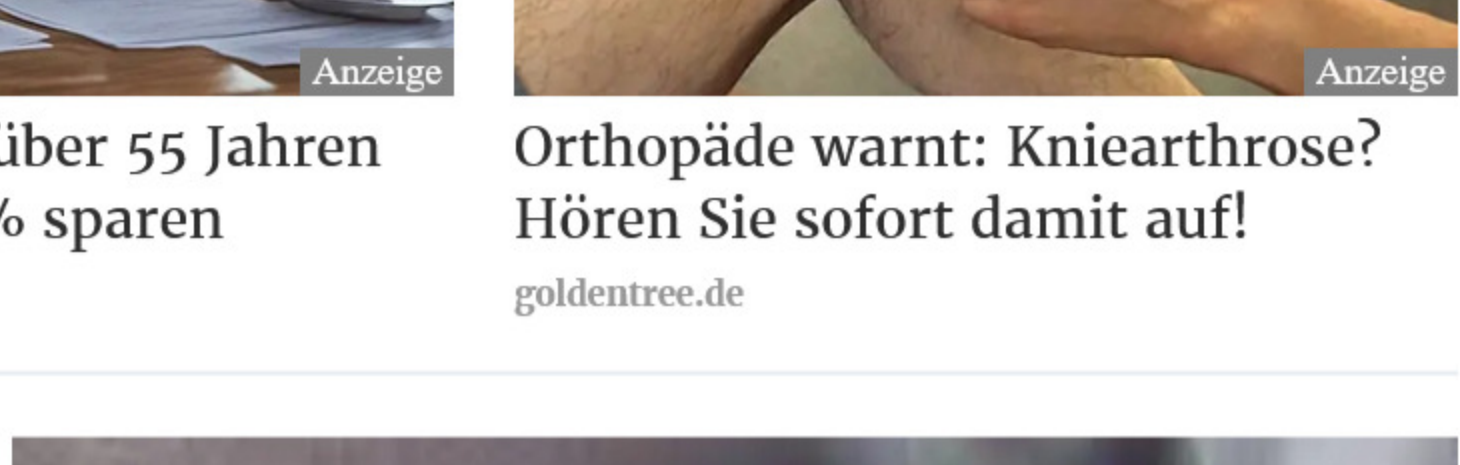 Anzeige
über 55 Jahren
% sparen
Anzeige
Orthopäde warnt: Kniearthrose?
Hören Sie sofort damit auf!
goldentree.de